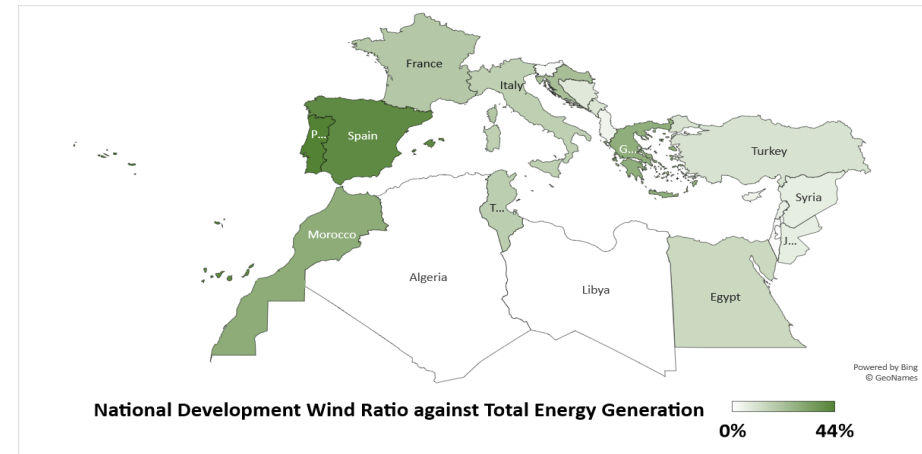 France
Italy
P...
Spain
G...
Turkey
Syria
T...
J...
Morocco
Algeria
Libya
Egypt
Powered by Bing
© GeoNames
National Development Wind Ratio against Total Energy Generation
0%
44%